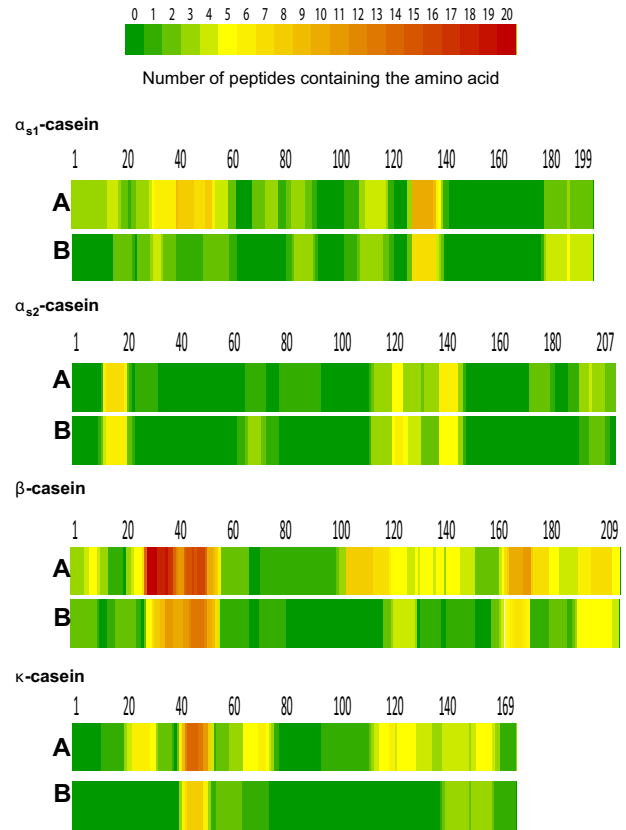 0 1 2 3 4 5 6 7 8 9 10 11 12 13 14 15 16 17 18 19 20
Number of peptides containing the amino acid
αs1-casein
1 20 40 60 80 100 120 140 160 180 199
A
B
αs2-casein
1 20 40 60 80 100 120 140 160 180 207
A
B
β-casein
1 20 40 60 80 100 120 140 160 180 209
A
B
κ-casein
1 20 40 60 80 100 120 140 169
A
B